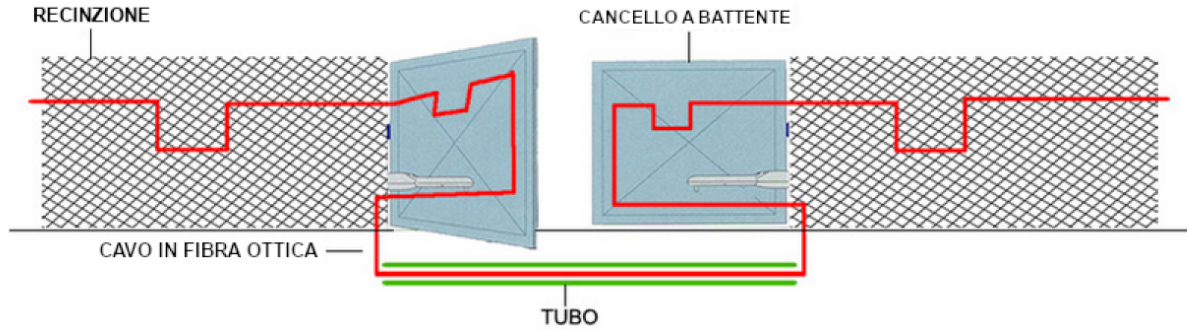 RECINZIONE
CANCELLO A BATTENTE
CAVO IN FIBRA OTTICA
TUBO